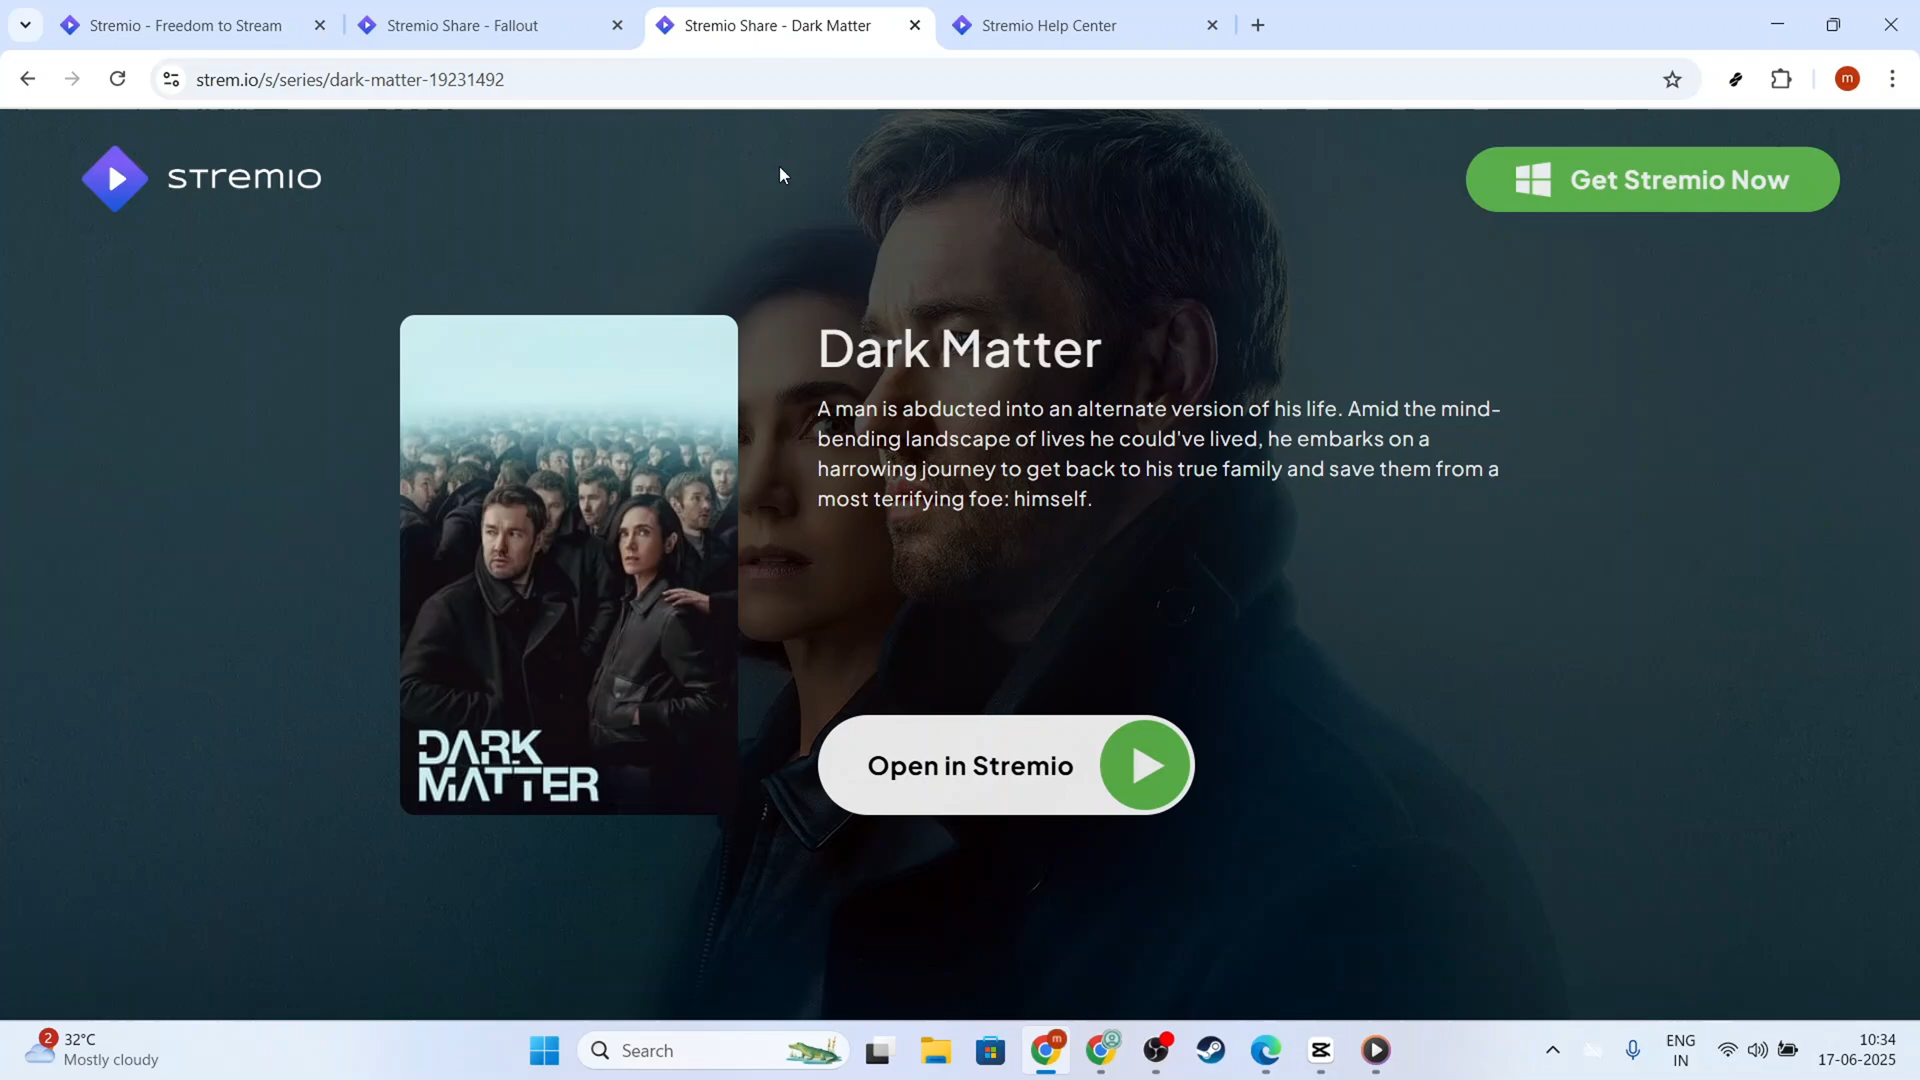 Stremio - Freedom to Stream
Stremio Share - Fallout
Stremio Share - Dark Matter
Stremio Help Center
strem.io/s/series/dark-matter-19231492
m
STREMIO
Get Stremio Now
Dark Matter
A man is abducted into an alternate version of his life. Amid the mind-
bending landscape of lives he could've lived, he embarks on a
harrowing journey to get back to his true family and save them from a
most terrifying foe: himself.
DARK
MATTER
Open in Stremio
2
32°C
Mostly cloudy
Search
m
ENG
IN
10:34
17-06-2025